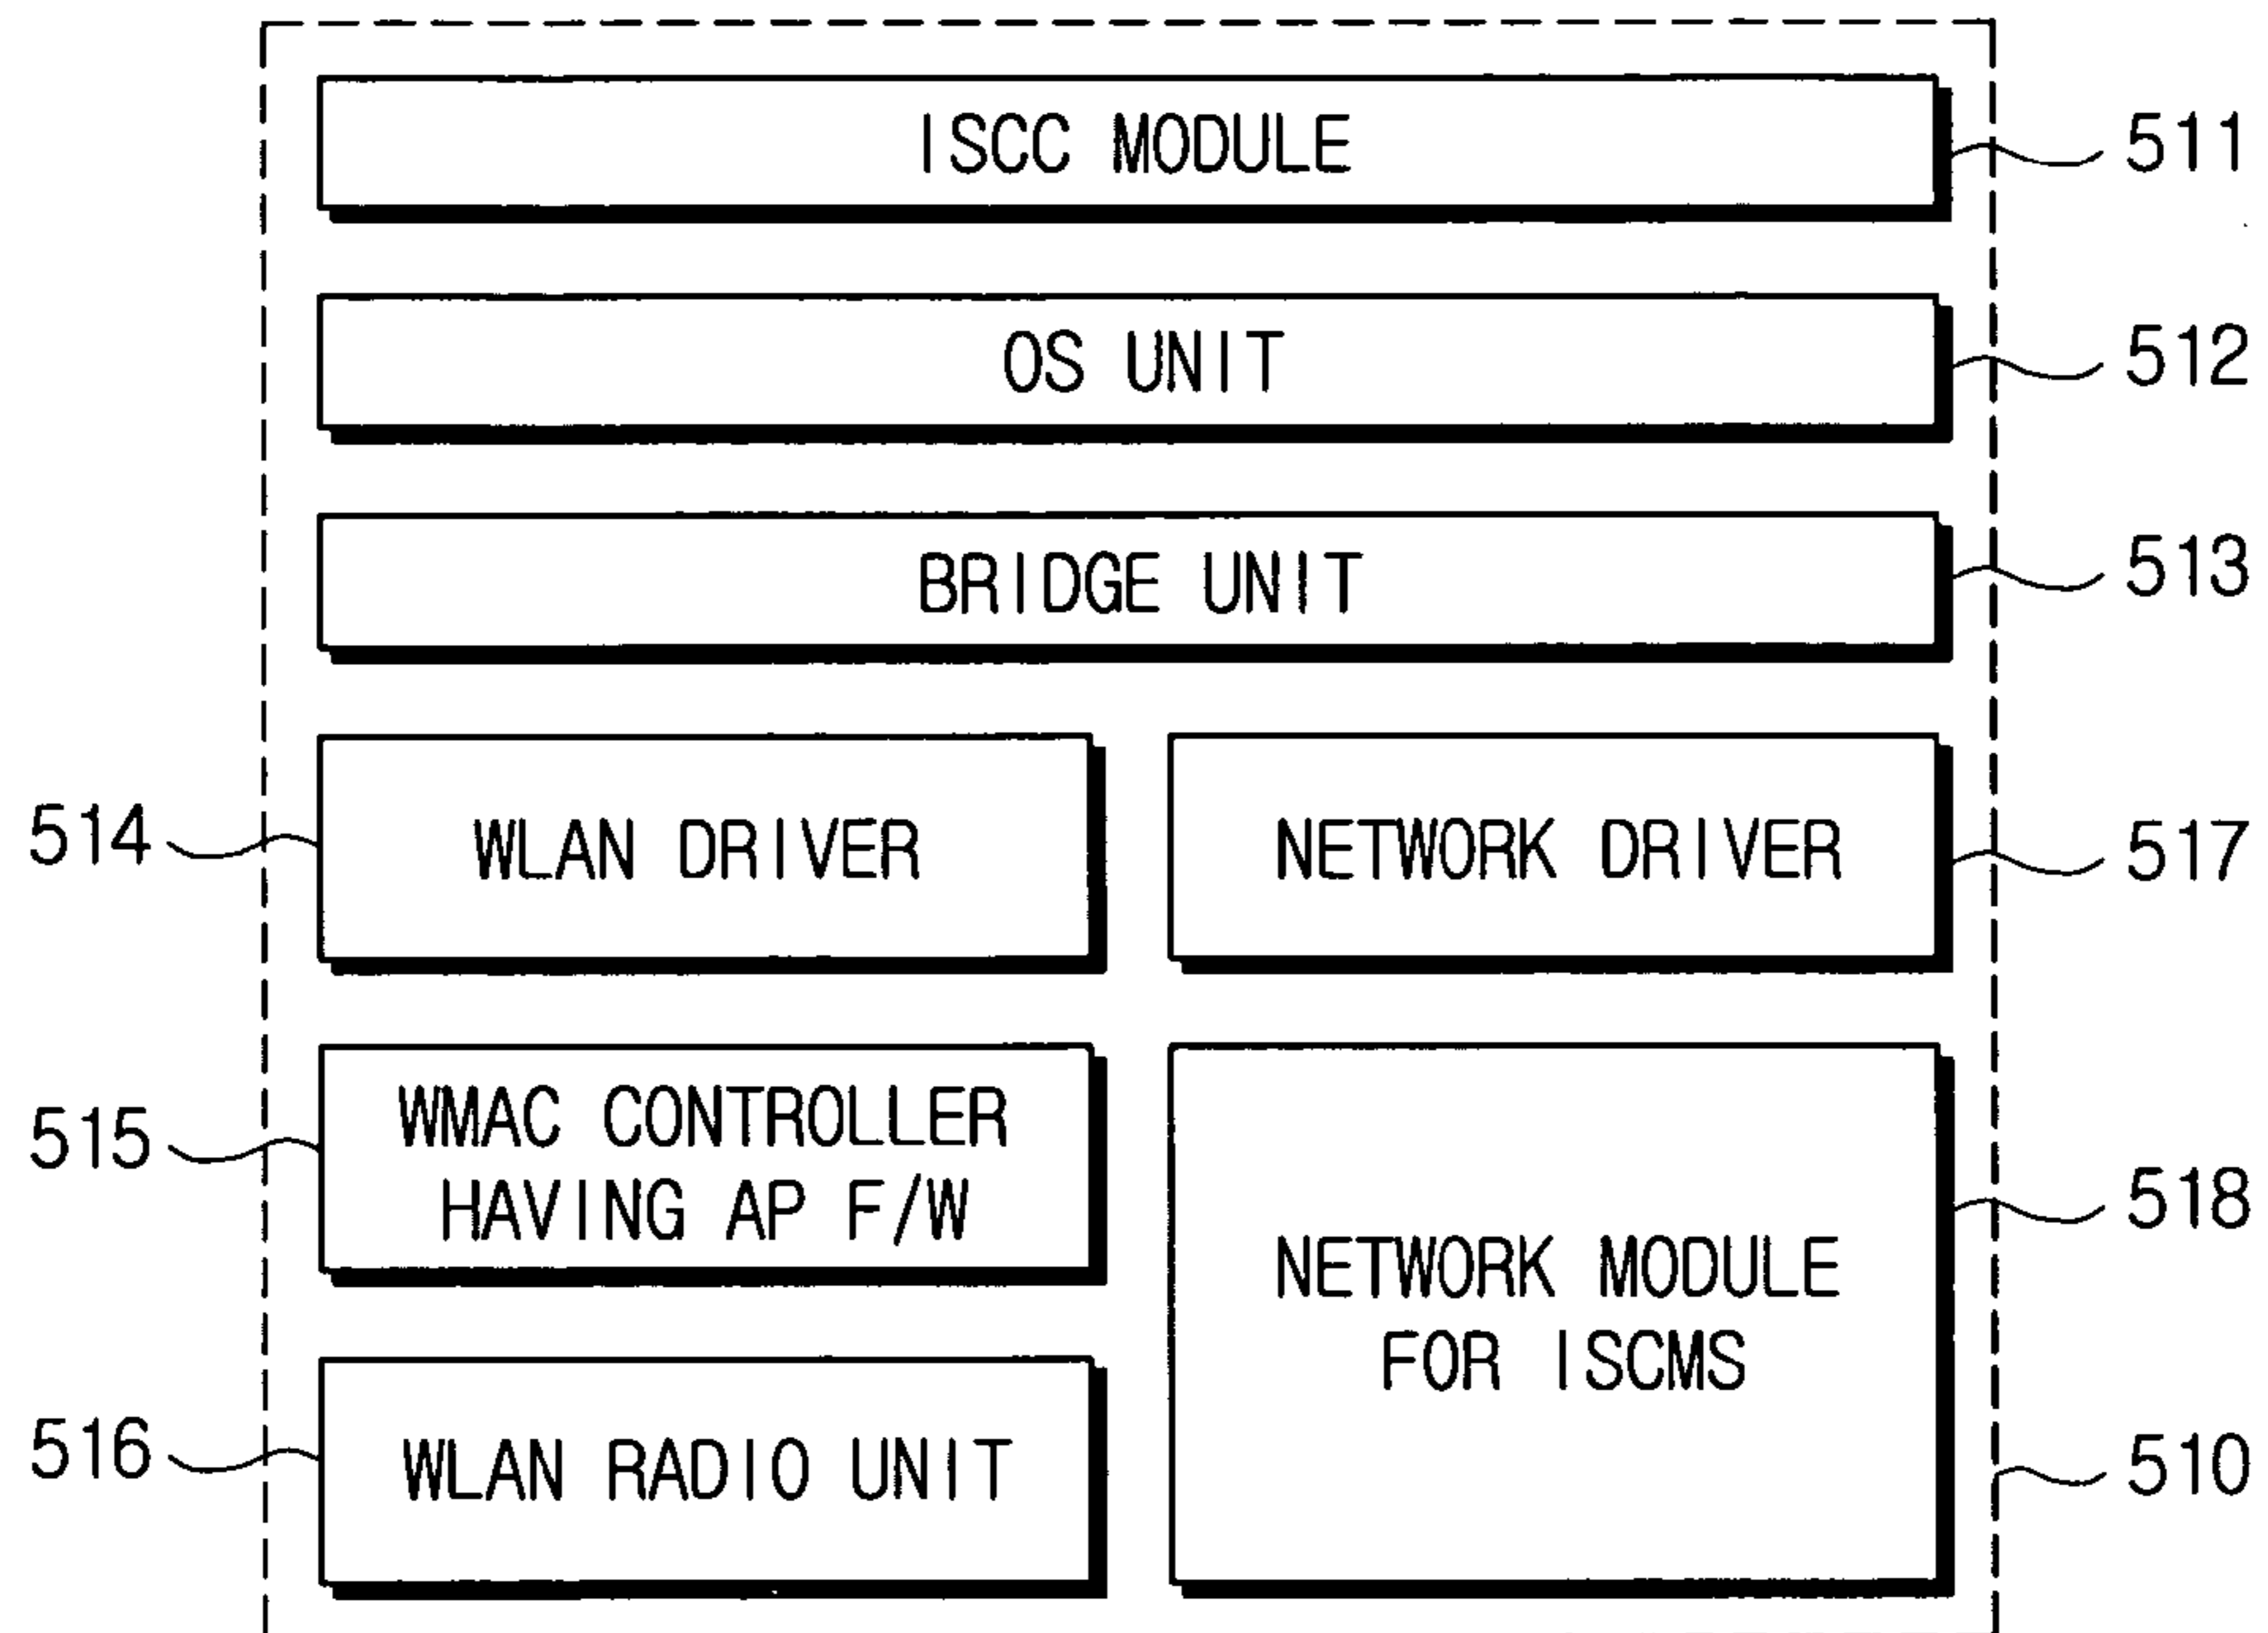 ISCC MODULE
511
OS UNIT
512
BRIDGE UNIT
513
514
WLAN DRIVER
NETWORK DRIVER
517
515
WMAC CONTROLLER
HAVING AP F/W
518
NETWORK MODULE
FOR ISCMS
516
WLAN RADIO UNIT
510